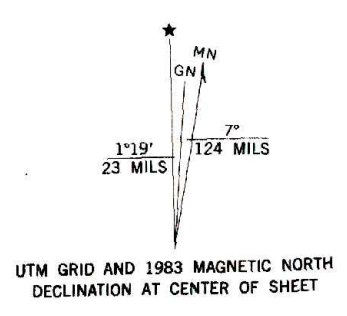 MN
GN
1°19′
23 MILS
7°
124 MILS
UTM GRID AND 1983 MAGNETIC NORTH
DECLINATION AT CENTER OF SHEET